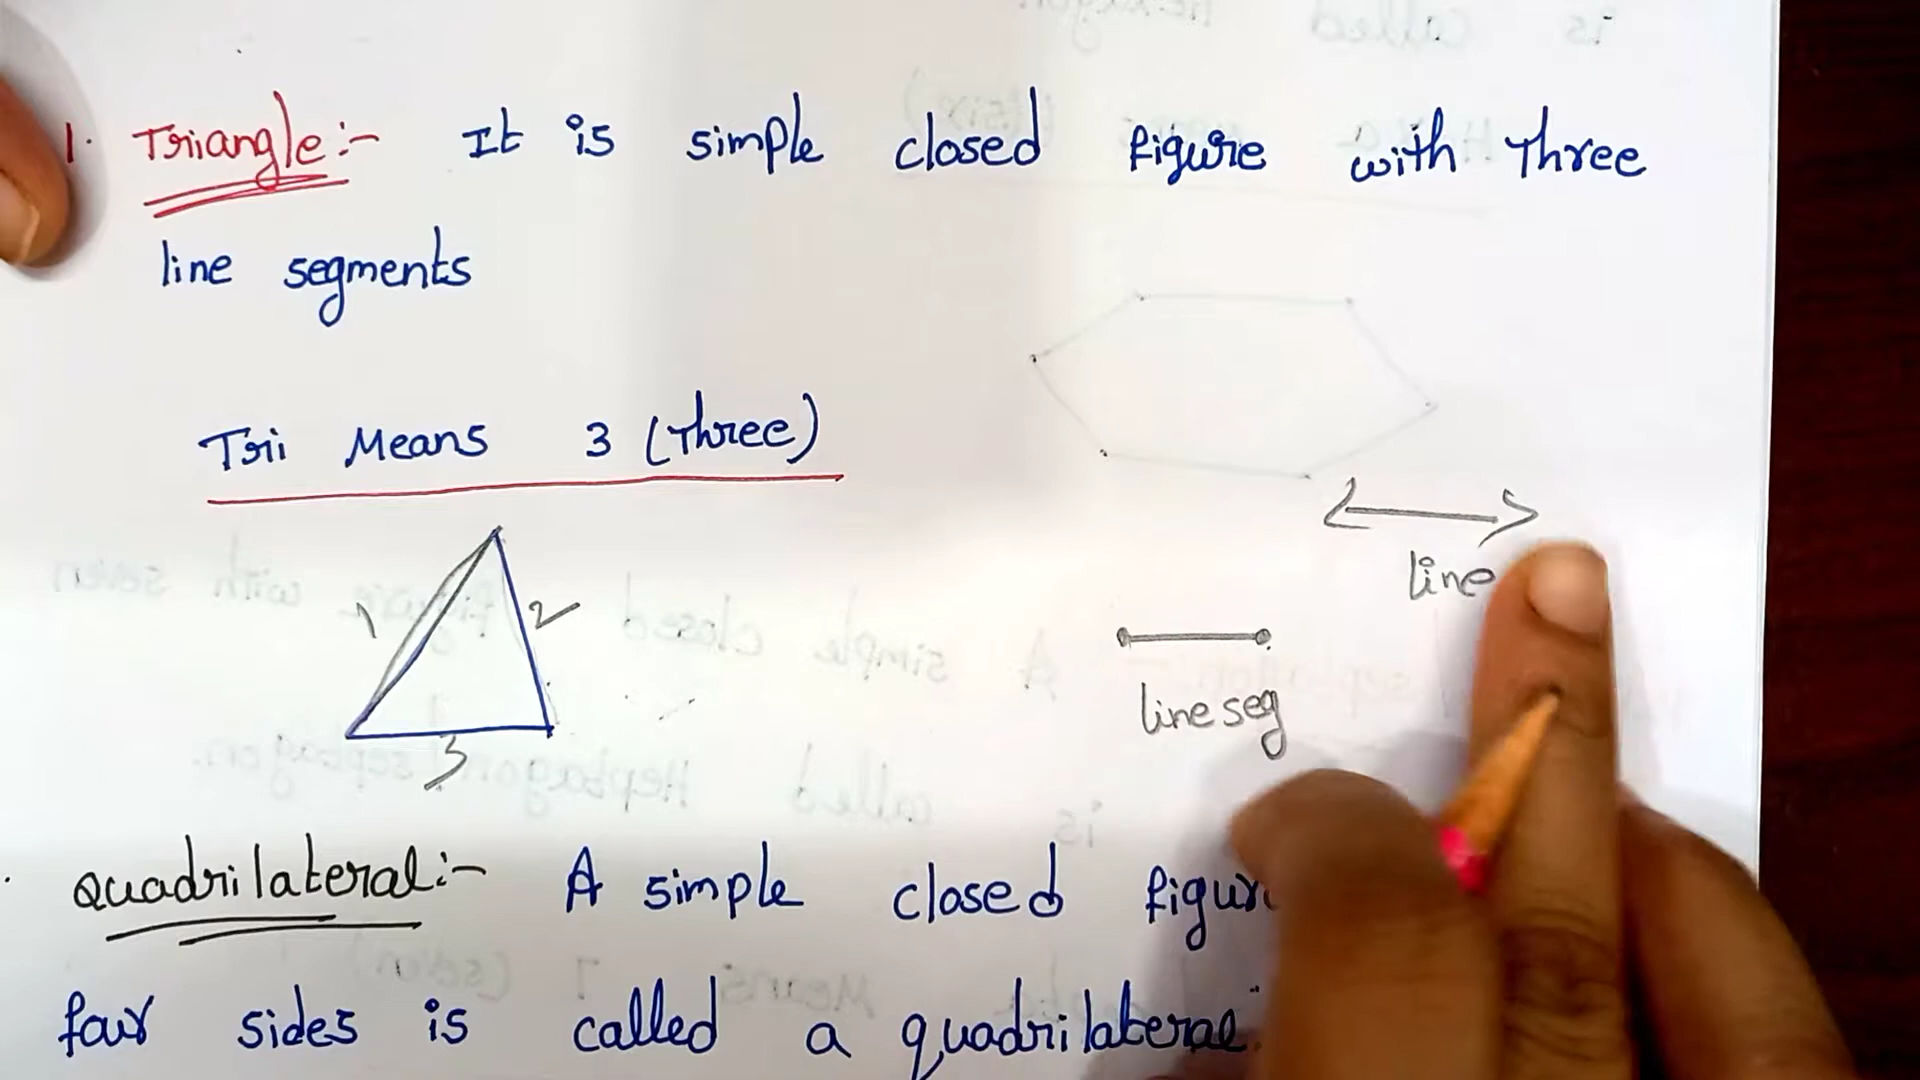 1. Triangle:- It is simple closed figure with three
line segments
Tri Means 3 (three)
line
1 2
line seg
3
quadrilateral:- A simple closed
four sides is called a quadrilateral.